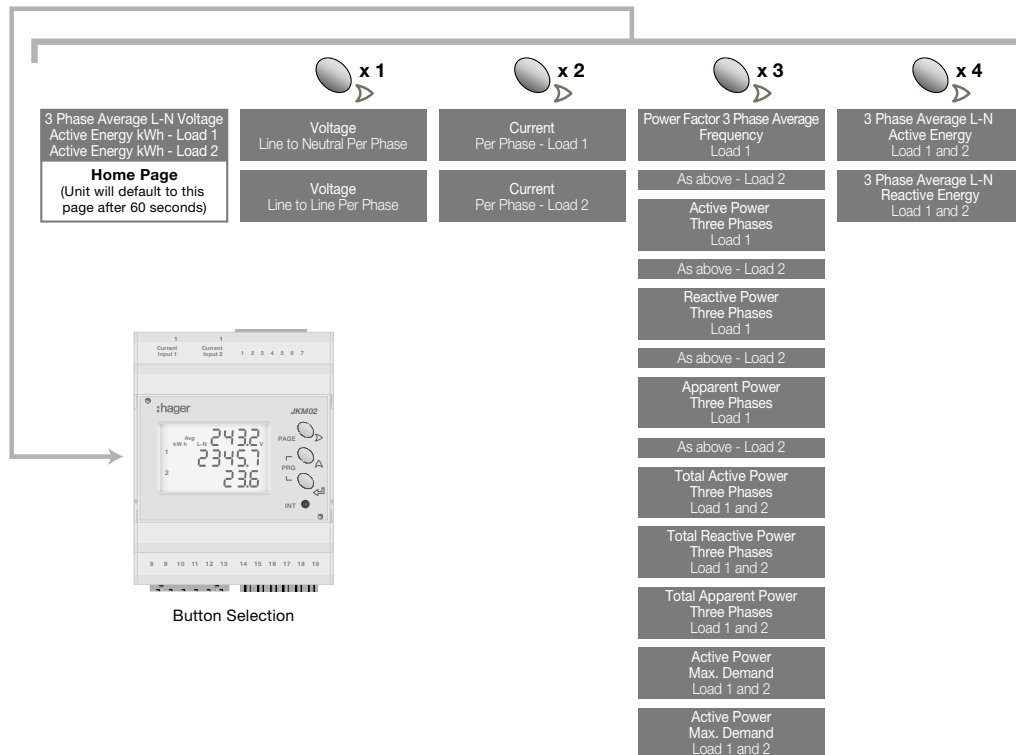 x 1
x 2
x 3
x 4
3 Phase Average L-N Voltage
Active Energy kWh - Load 1
Active Energy kWh - Load 2
Home Page
(Unit will default to this
page after 60 seconds)
Voltage
Line to Neutral Per Phase
Voltage
Line to Line Per Phase
Current
Per Phase - Load 1
Current
Per Phase - Load 2
Power Factor 3 Phase Average
Frequency
Load 1
As above - Load 2
Active Power
Three Phases
Load 1
As above - Load 2
Reactive Power
Three Phases
Load 1
As above - Load 2
Apparent Power
Three Phases
Load 1
As above - Load 2
Total Active Power
Three Phases
Load 1 and 2
Total Reactive Power
Three Phases
Load 1 and 2
Total Apparent Power
Three Phases
Load 1 and 2
Active Power
Max. Demand
Load 1 and 2
Active Power
Max. Demand
Load 1 and 2
3 Phase Average L-N
Active Energy
Load 1 and 2
3 Phase Average L-N
Reactive Energy
Load 1 and 2
1 1
Current Input 1
Current Input 2
1 2 3 4 5 6 7
:hager
JKM02
Avg
kW h L-N 243.2 V
1 2345.7
2 23.6
PAGE
PRG
INT
8 9 10 11 12 13 14 15 16 17 18 19
Button Selection